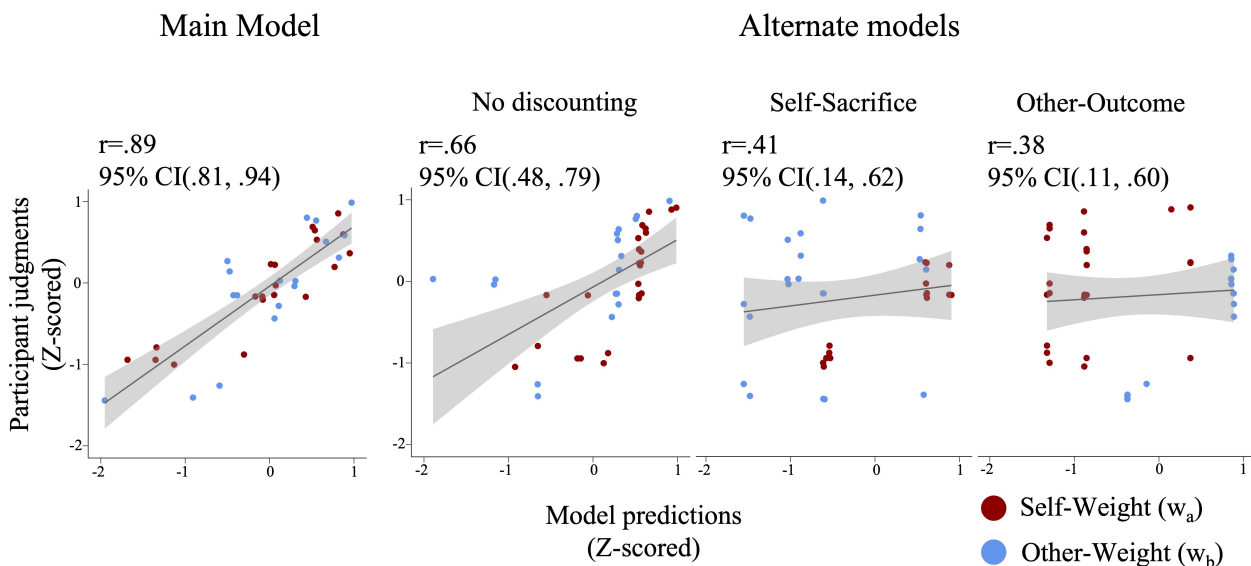 Main Model
Alternate models
No discounting
Self-Sacrifice
Other-Outcome
r=.89
95% CI(.81, .94)
r=.66
95% CI(.48, .79)
r=.41
95% CI(.14, .62)
r=.38
95% CI(.11, .60)
Participant judgments
(Z-scored)
1
0
-1
-2
-2
-1
0
1
1
0
-1
-2
-2
-1
0
1
-2
-1
0
-2
-1
0
1
Model predictions
(Z-scored)
Self-Weight (wₐ)
Other-Weight (w_b)